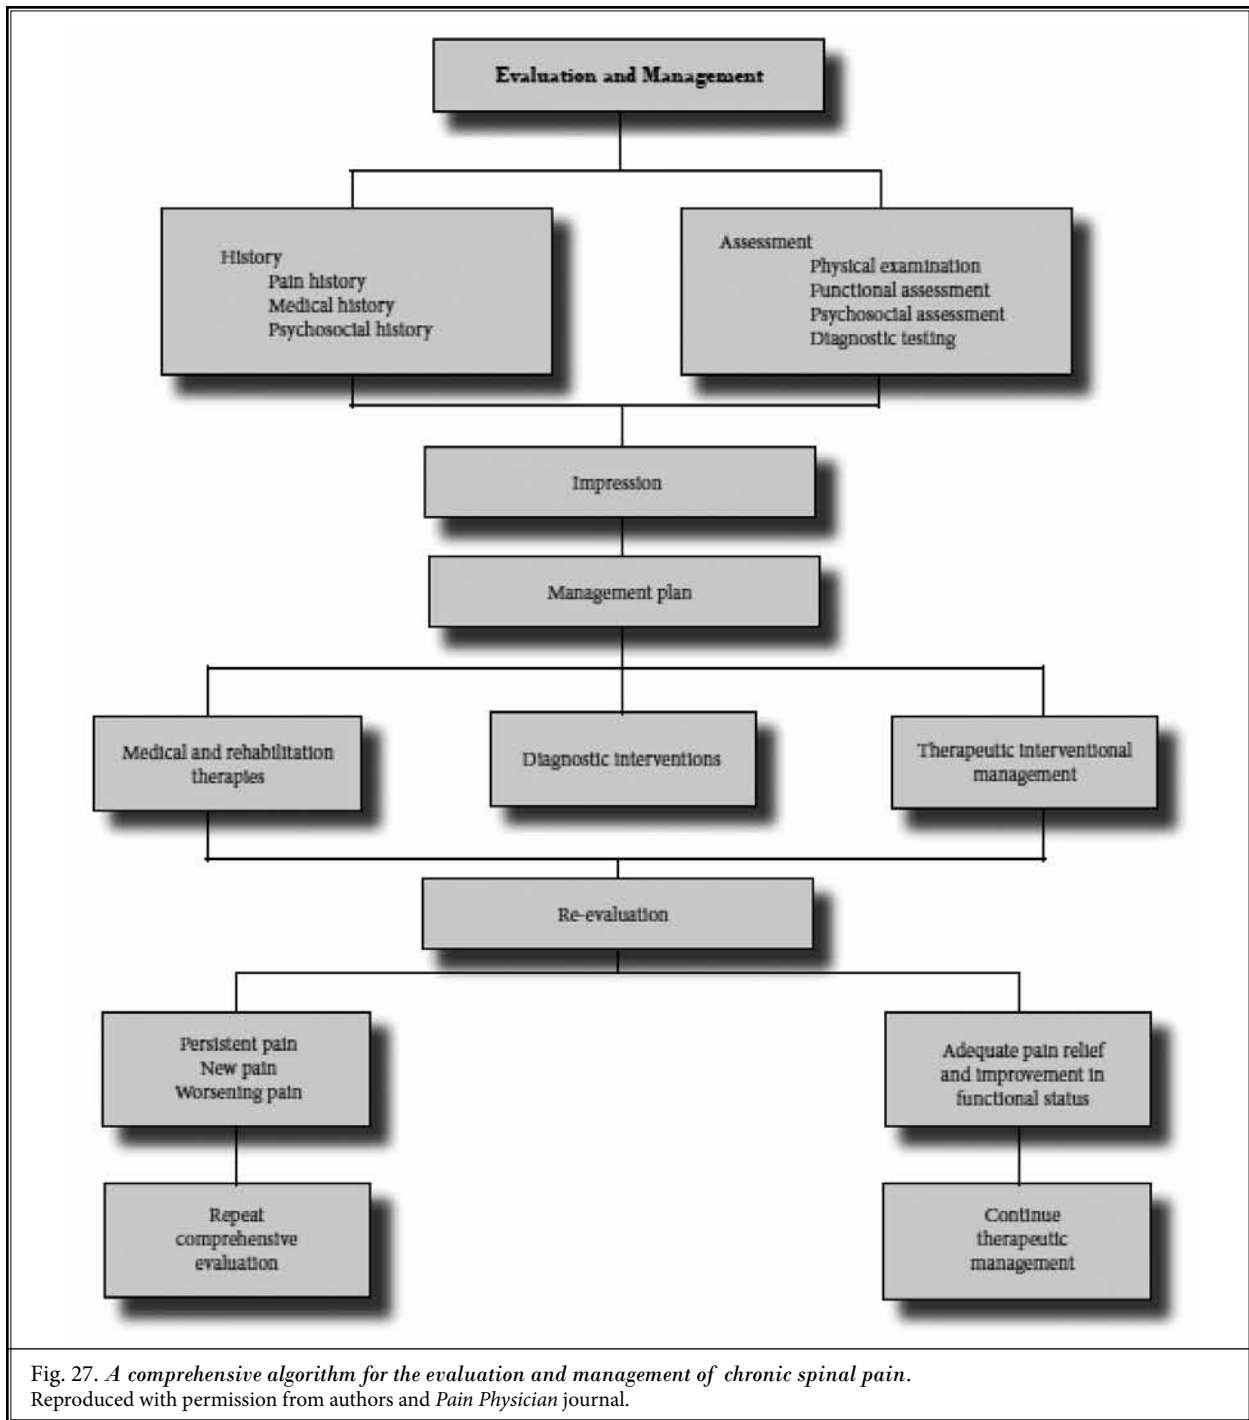 Evaluation and Management
History
Pain history
Medical history
Psychosocial history
Assessment
Physical examination
Functional assessment
Psychosocial assessment
Diagnostic testing
Impression
Management plan
Medical and rehabilitation
therapies
Diagnostic interventions
Therapeutic interventional
management
Re-evaluation
Persistent pain
New pain
Worsening pain
Adequate pain relief
and improvement in
functional status
Repeat
comprehensive
evaluation
Continue
therapeutic
management
Fig. 27. A comprehensive algorithm for the evaluation and management of chronic spinal pain.
Reproduced with permission from authors and Pain Physician journal.